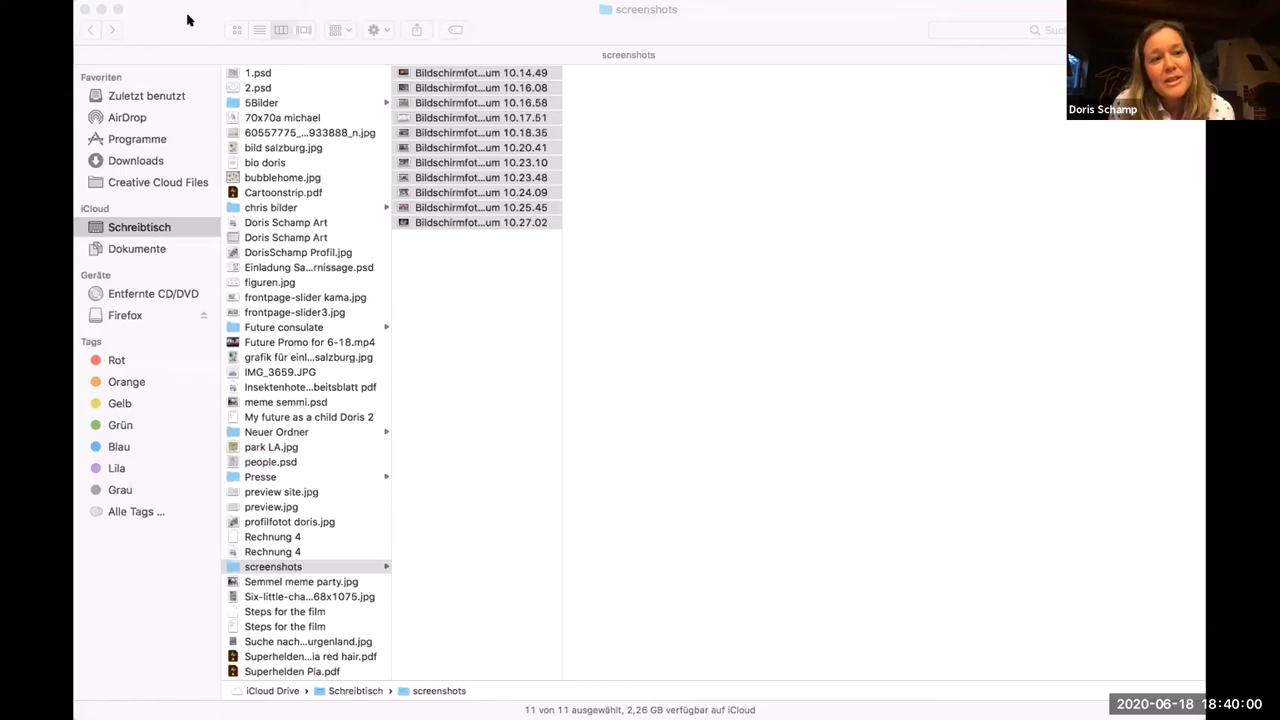 screenshots
Suc
screenshots
Doris Schamp
Favoriten
Zuletzt benutzt
AirDrop
Programme
Downloads
Creative Cloud Files
iCloud
Schreibtisch
Dokumente
Geräte
Entfernte CD/DVD
Firefox
Tags
Rot
Orange
Gelb
Grün
Blau
Lila
Grau
Alle Tags ...
1.psd
2.psd
5Bilder
70x70a michael
60557775_...933888_n.jpg
bild salzburg.jpg
bio doris
bubblehome.jpg
Cartoonstrip.pdf
chris bilder
Doris Schamp Art
Doris Schamp Art
DorisSchamp Profil.jpg
Einladung Sa...rnissage.psd
figuren.jpg
frontpage-slider kama.jpg
frontpage-slider3.jpg
Future consulate
Future Promo for 6-18.mp4
grafik für einl...salzburg.jpg
IMG_3659.JPG
Insektenhote...beitsblatt pdf
meme semmi.psd
My future as a child Doris 2
Neuer Ordner
park LA.jpg
people.psd
Presse
preview site.jpg
preview.jpg
profilfotot doris.jpg
Rechnung 4
Rechnung 4
screenshots
Semmel meme party.jpg
Six-little-cha...68x1075.jpg
Steps for the film
Steps for the film
Suche nach...urgenland.jpg
Superhelden...ia red hair.pdf
Superhelden Pia.pdf
Bildschirmfot...um 10.14.49
Bildschirmfot...um 10.16.08
Bildschirmfot...um 10.16.58
Bildschirmfot...um 10.17.51
Bildschirmfot...um 10.18.35
Bildschirmfot...um 10.20.41
Bildschirmfot...um 10.23.10
Bildschirmfot...um 10.23.48
Bildschirmfot...um 10.24.09
Bildschirmfot...um 10.25.45
Bildschirmfot...um 10.27.02
iCloud Drive
Schreibtisch
screenshots
11 von 11 ausgewählt, 2,26 GB verfügbar auf iCloud
2020-06-18 18:40:00